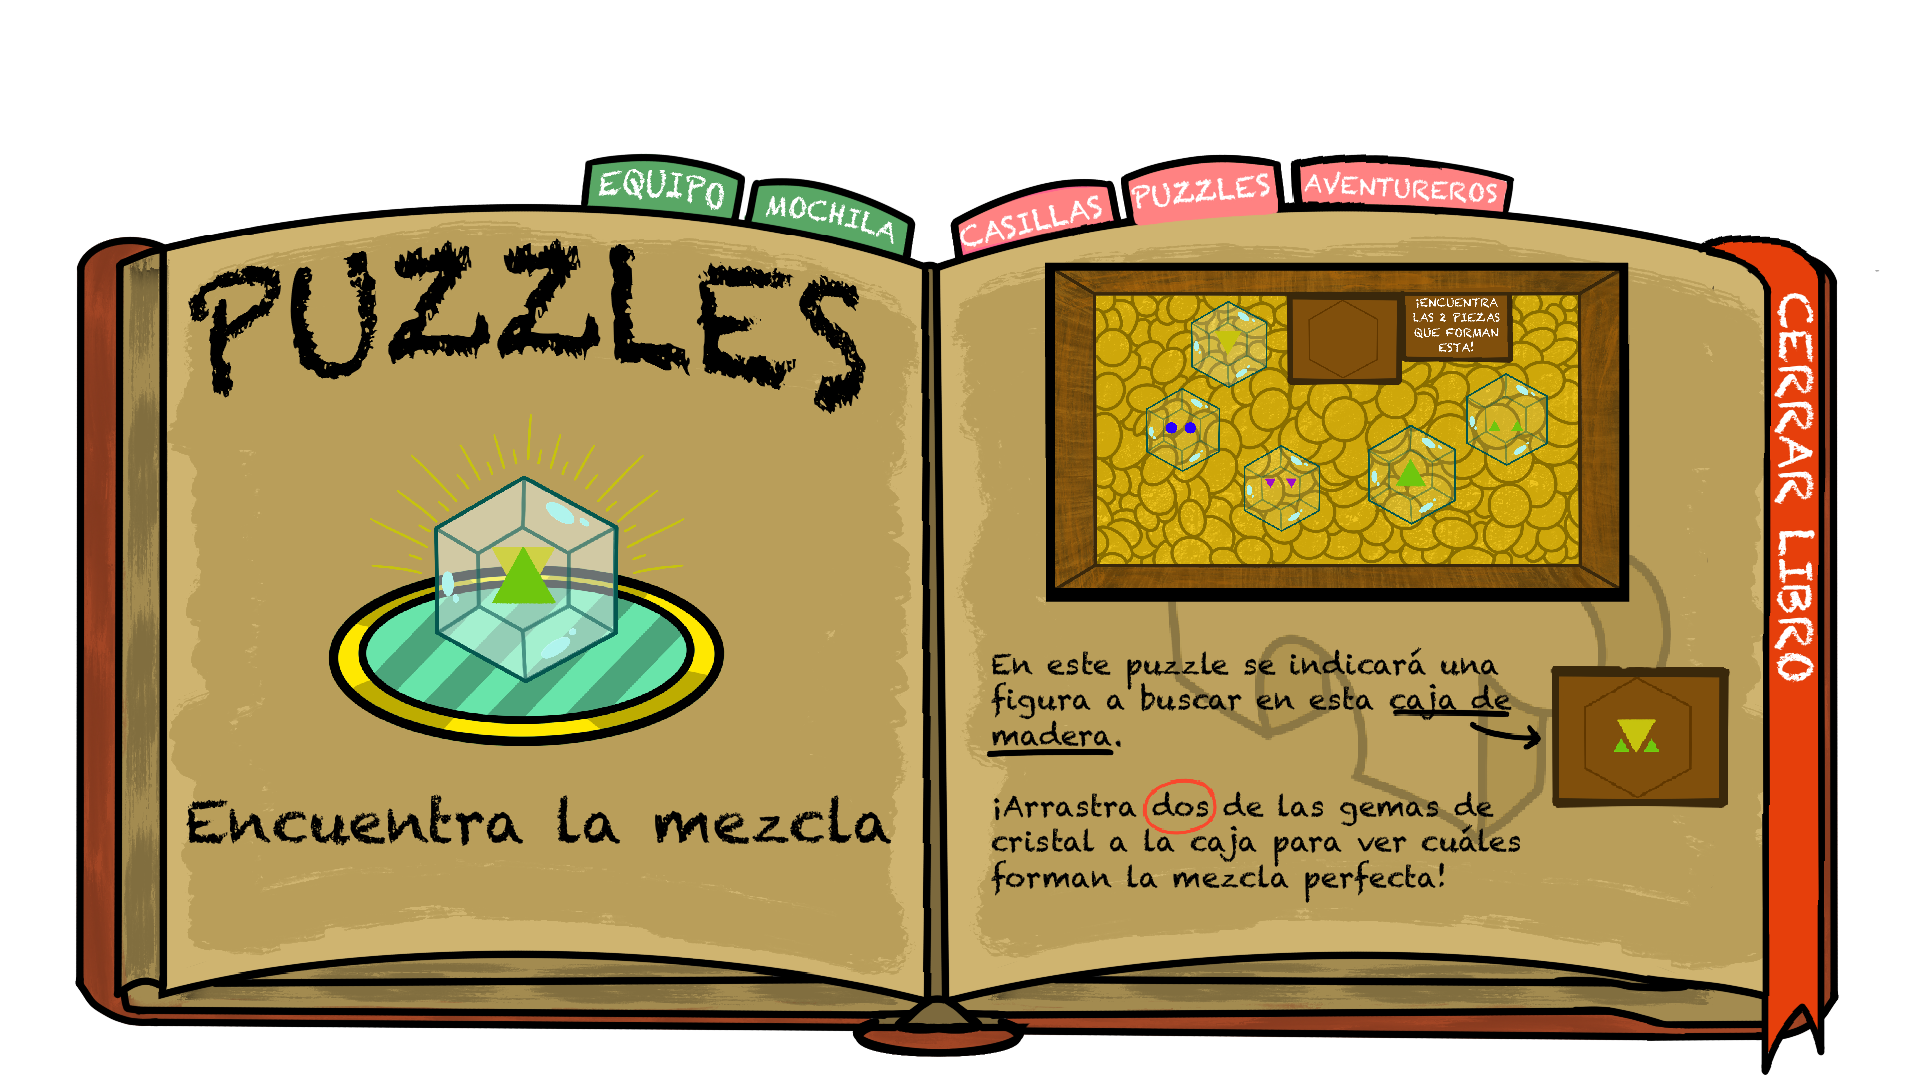 EQUIPO
MOCHILA
CASILLAS
PUZZLES
AVENTUREROS
PUZZLES
Encuentra la mezcla
¡ENCUENTRA
LAS 2 PIEZAS
QUE FORMAN
ESTA!
En este puzzle se indicará una
figura a buscar en esta caja de
madera.
¡Arrastra dos de las gemas de
cristal a la caja para ver cuáles
forman la mezcla perfecta!
CERRAR LIBRO